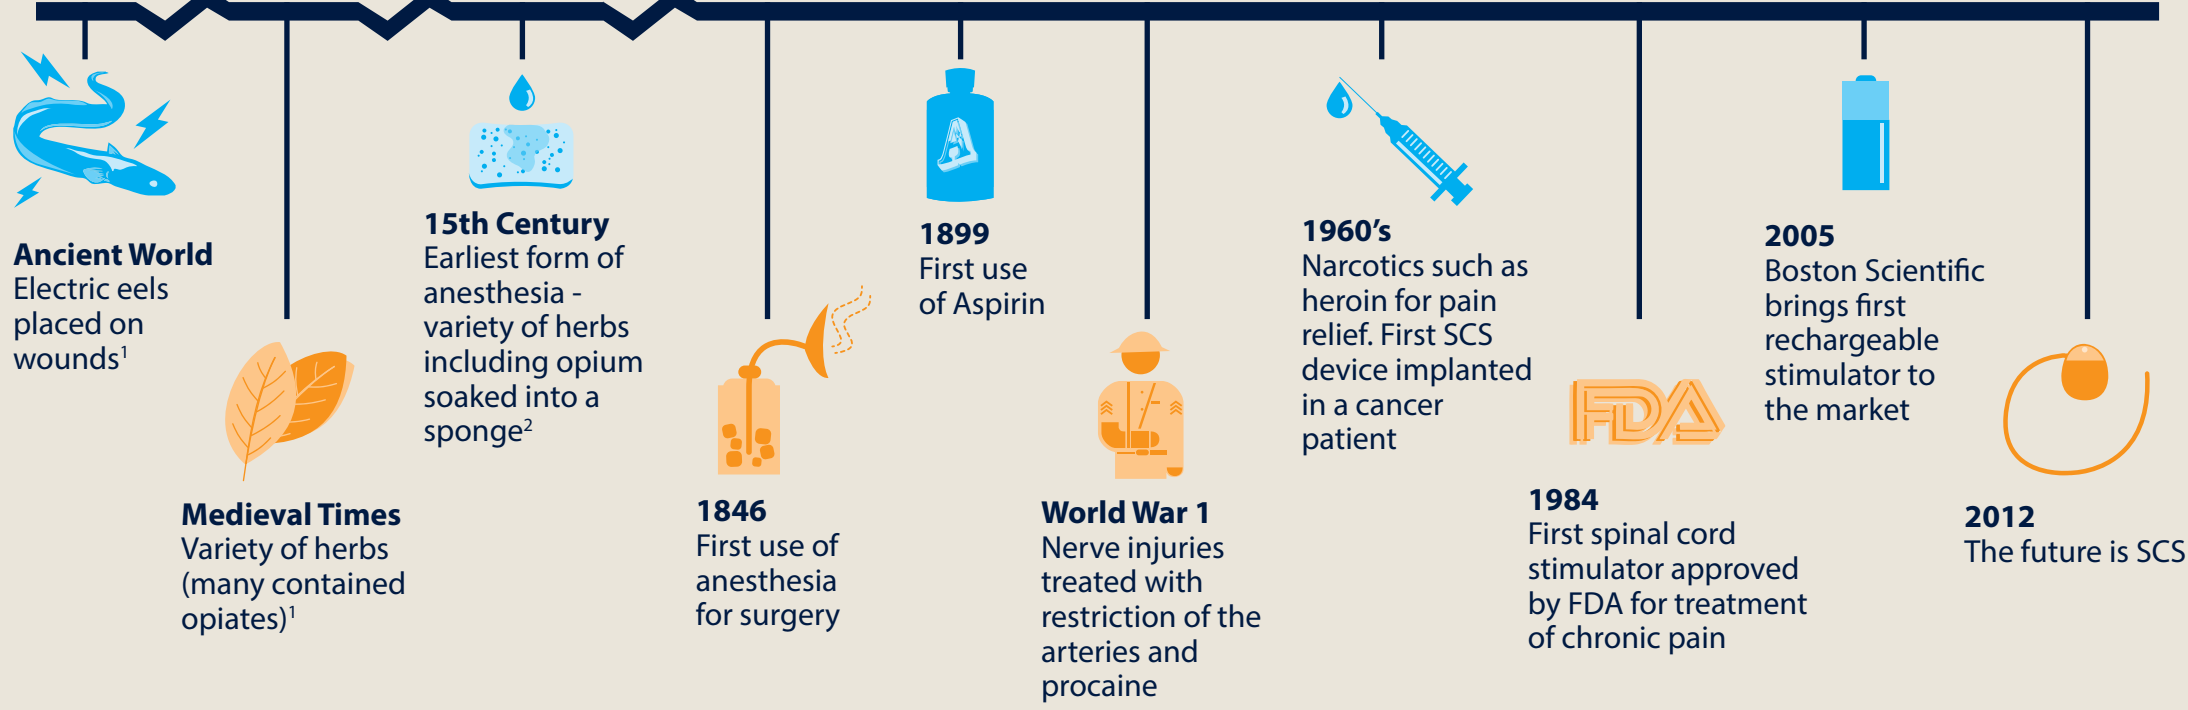 Ancient World
Electric eels
placed on
wounds¹
Medieval Times
Variety of herbs
(many contained
opiates)¹
15th Century
Earliest form of
anesthesia -
variety of herbs
including opium
soaked into a
sponge²
1846
First use of
anesthesia
for surgery
A
1899
First use
of Aspirin
World War 1
Nerve injuries
treated with
restriction of the
arteries and
procaine
1960’s
Narcotics such as
heroin for pain
relief. First SCS
device implanted
in a cancer
patient
FDA
1984
First spinal cord
stimulator approved
by FDA for treatment
of chronic pain
2005
Boston Scientific
brings first
rechargeable
stimulator to
the market
2012
The future is SCS